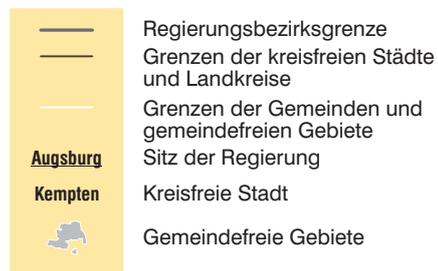 Regierungsbezirksgrenze
Grenzen der kreisfreien Städte
und Landkreise
Grenzen der Gemeinden und
gemeindefreien Gebiete
Augsburg Sitz der Regierung
Kempten Kreisfreie Stadt
Gemeindefreie Gebiete